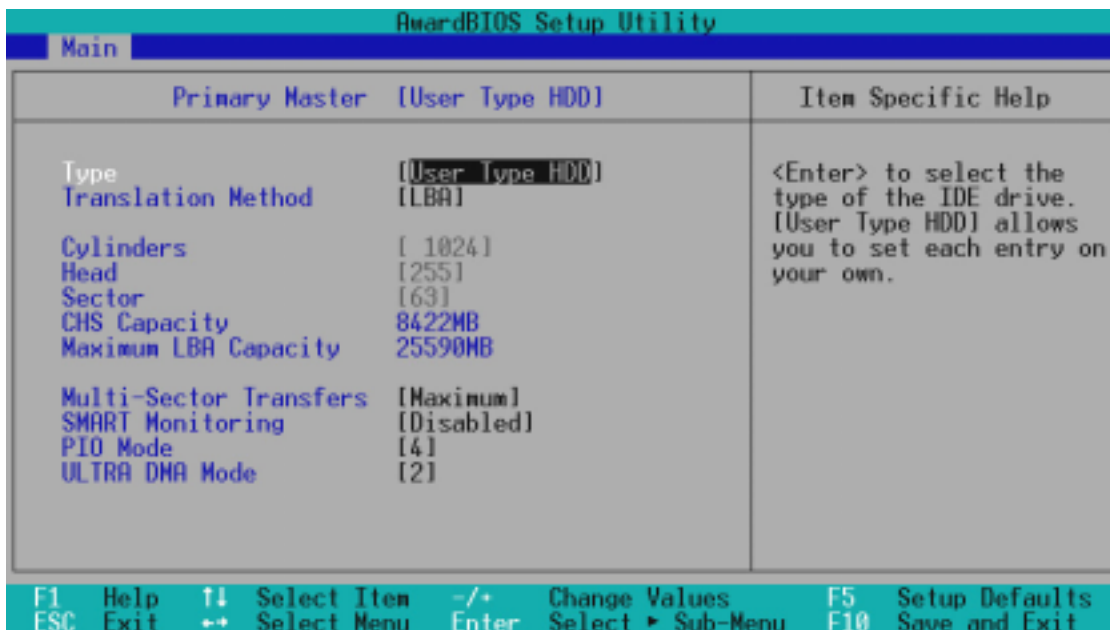 AwardBIOS Setup Utility
Main
Primary Master [User Type HDD]
Item Specific Help
Type [User Type HDD]
Translation Method [LBA]
Cylinders [ 1024]
Head [255]
Sector [63]
CHS Capacity 8422MB
Maximum LBA Capacity 25590MB
Multi-Sector Transfers [Maximum]
SMART Monitoring [Disabled]
PIO Mode [4]
ULTRA DMA Mode [2]
<Enter> to select the
type of the IDE drive.
[User Type HDD] allows
you to set each entry on
your own.
F1 Help ↑↓ Select Item -/+ Change Values F5 Setup Defaults
ESC Exit ←→ Select Menu Enter Select ► Sub-Menu F10 Save and Exit